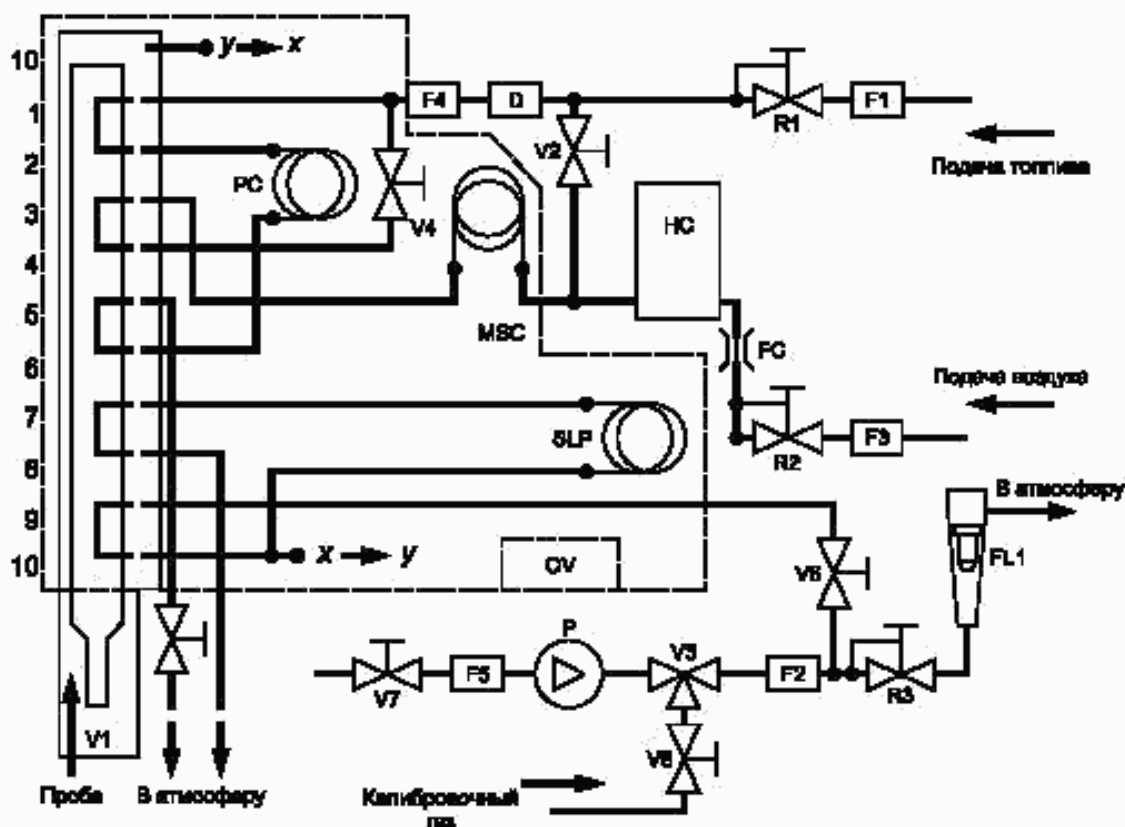 10
y x
1
F4
D
R1
F1
2
PC
V2
Подача топлива
3
V4
HC
4
5
MSC
FC
6
Подача воздуха
7
SLP
R2
F3
8
В атмосферу
9
10
x y
OV
V6
FL1
P
V7
F5
V5
F2
R3
V1
V8
Проба
В атмосферу
Калибровочный
газ